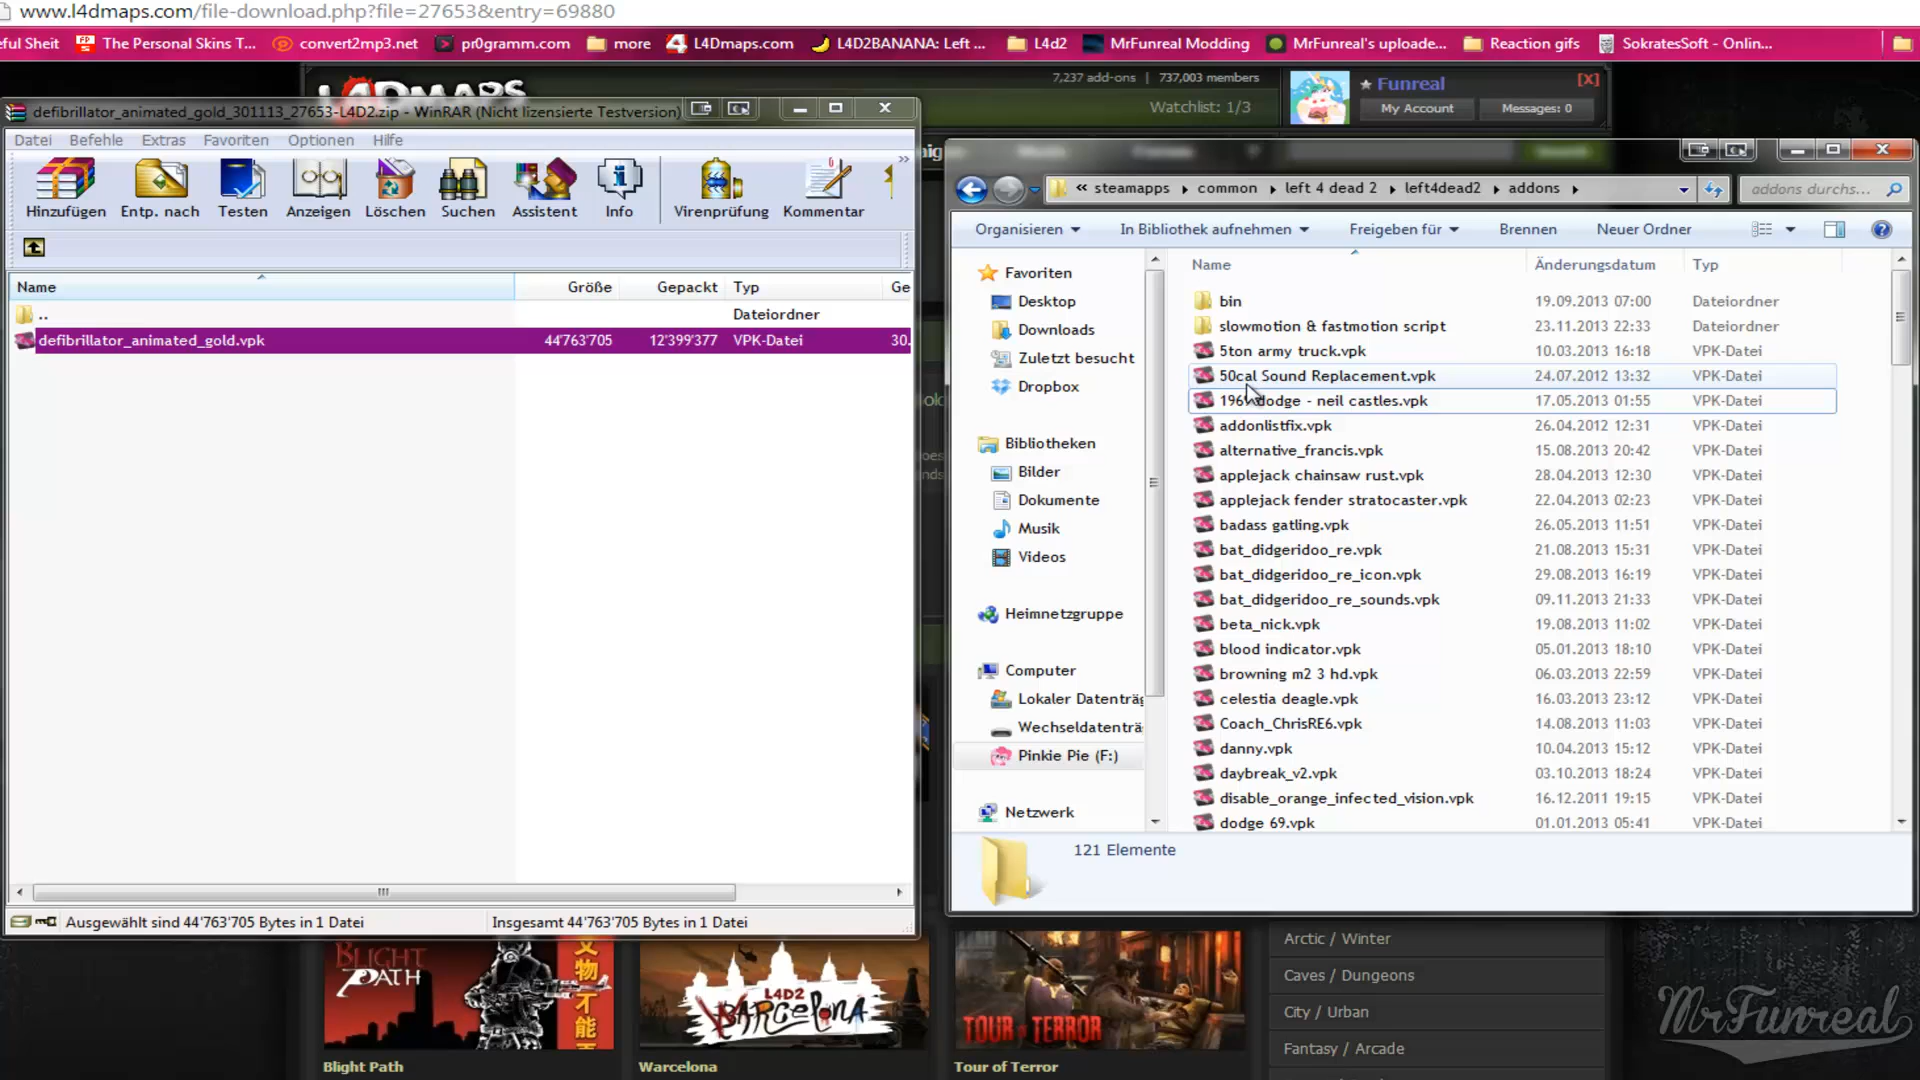 www.l4dmaps.com/file-download.php?file=27653&entry=69880
eful Sheit The Personal Skins T... convert2mp3.net pr0gramm.com more L4Dmaps.com L4D2BANANA: Left ... L4d2 MrFunreal Modding MrFunreal's uploade... Reaction gifs SokratesSoft - Onlin...
L4DMAPS
7,237 add-ons | 737,003 members
Watchlist: 1/3
Funreal [X]
My Account Messages: 0
defibrillator_animated_gold_301113_27653-L4D2.zip - WinRAR (Nicht lizensierte Testversion)
Datei Befehle Extras Favoriten Optionen Hilfe
Hinzufügen Entp. nach Testen Anzeigen Löschen Suchen Assistent Info Virenprüfung Kommentar
Name Größe Gepackt Typ Ge
.. Dateiordner
defibrillator_animated_gold.vpk 44'763'705 12'399'377 VPK-Datei 30.
Ausgewählt sind 44'763'705 Bytes in 1 Datei Insgesamt 44'763'705 Bytes in 1 Datei
« steamapps common left 4 dead 2 left4dead2 addons
addons durchs...
Organisieren In Bibliothek aufnehmen Freigeben für Brennen Neuer Ordner
Favoriten
Desktop
Downloads
Zuletzt besucht
Dropbox
Bibliotheken
Bilder
Dokumente
Musik
Videos
Heimnetzgruppe
Computer
Lokaler Datenträg
Wechseldatenträ
Pinkie Pie (F:)
Netzwerk
Name Änderungsdatum Typ
bin 19.09.2013 07:00 Dateiordner
slowmotion & fastmotion script 23.11.2013 22:33 Dateiordner
5ton army truck.vpk 10.03.2013 16:18 VPK-Datei
50cal Sound Replacement.vpk 24.07.2012 13:32 VPK-Datei
dodge - neil castles.vpk 17.05.2013 01:55 VPK-Datei
addonlistfix.vpk 26.04.2012 12:31 VPK-Datei
alternative_francis.vpk 15.08.2013 20:42 VPK-Datei
applejack chainsaw rust.vpk 28.04.2013 12:30 VPK-Datei
applejack fender stratocaster.vpk 22.04.2013 02:23 VPK-Datei
badass gatling.vpk 26.05.2013 11:51 VPK-Datei
bat_didgeridoo_re.vpk 21.08.2013 15:31 VPK-Datei
bat_didgeridoo_re_icon.vpk 29.08.2013 16:19 VPK-Datei
bat_didgeridoo_re_sounds.vpk 09.11.2013 21:33 VPK-Datei
beta_nick.vpk 19.08.2013 11:02 VPK-Datei
blood indicator.vpk 05.01.2013 18:10 VPK-Datei
browning m2 3 hd.vpk 06.03.2013 22:59 VPK-Datei
celestia deagle.vpk 16.03.2013 23:12 VPK-Datei
Coach_ChrisRE6.vpk 14.08.2013 11:03 VPK-Datei
danny.vpk 10.04.2013 15:12 VPK-Datei
daybreak_v2.vpk 03.10.2013 18:24 VPK-Datei
disable_orange_infected_vision.vpk 16.12.2011 19:15 VPK-Datei
dodge 69.vpk 01.01.2013 05:41 VPK-Datei
121 Elemente
BLIGHT PATH
文物才能
L4D2 WARCELONA
TOUR OF TERROR
Blight Path Warcelona Tour of Terror
Arctic / Winter
Caves / Dungeons
City / Urban
Fantasy / Arcade
MrFunreal